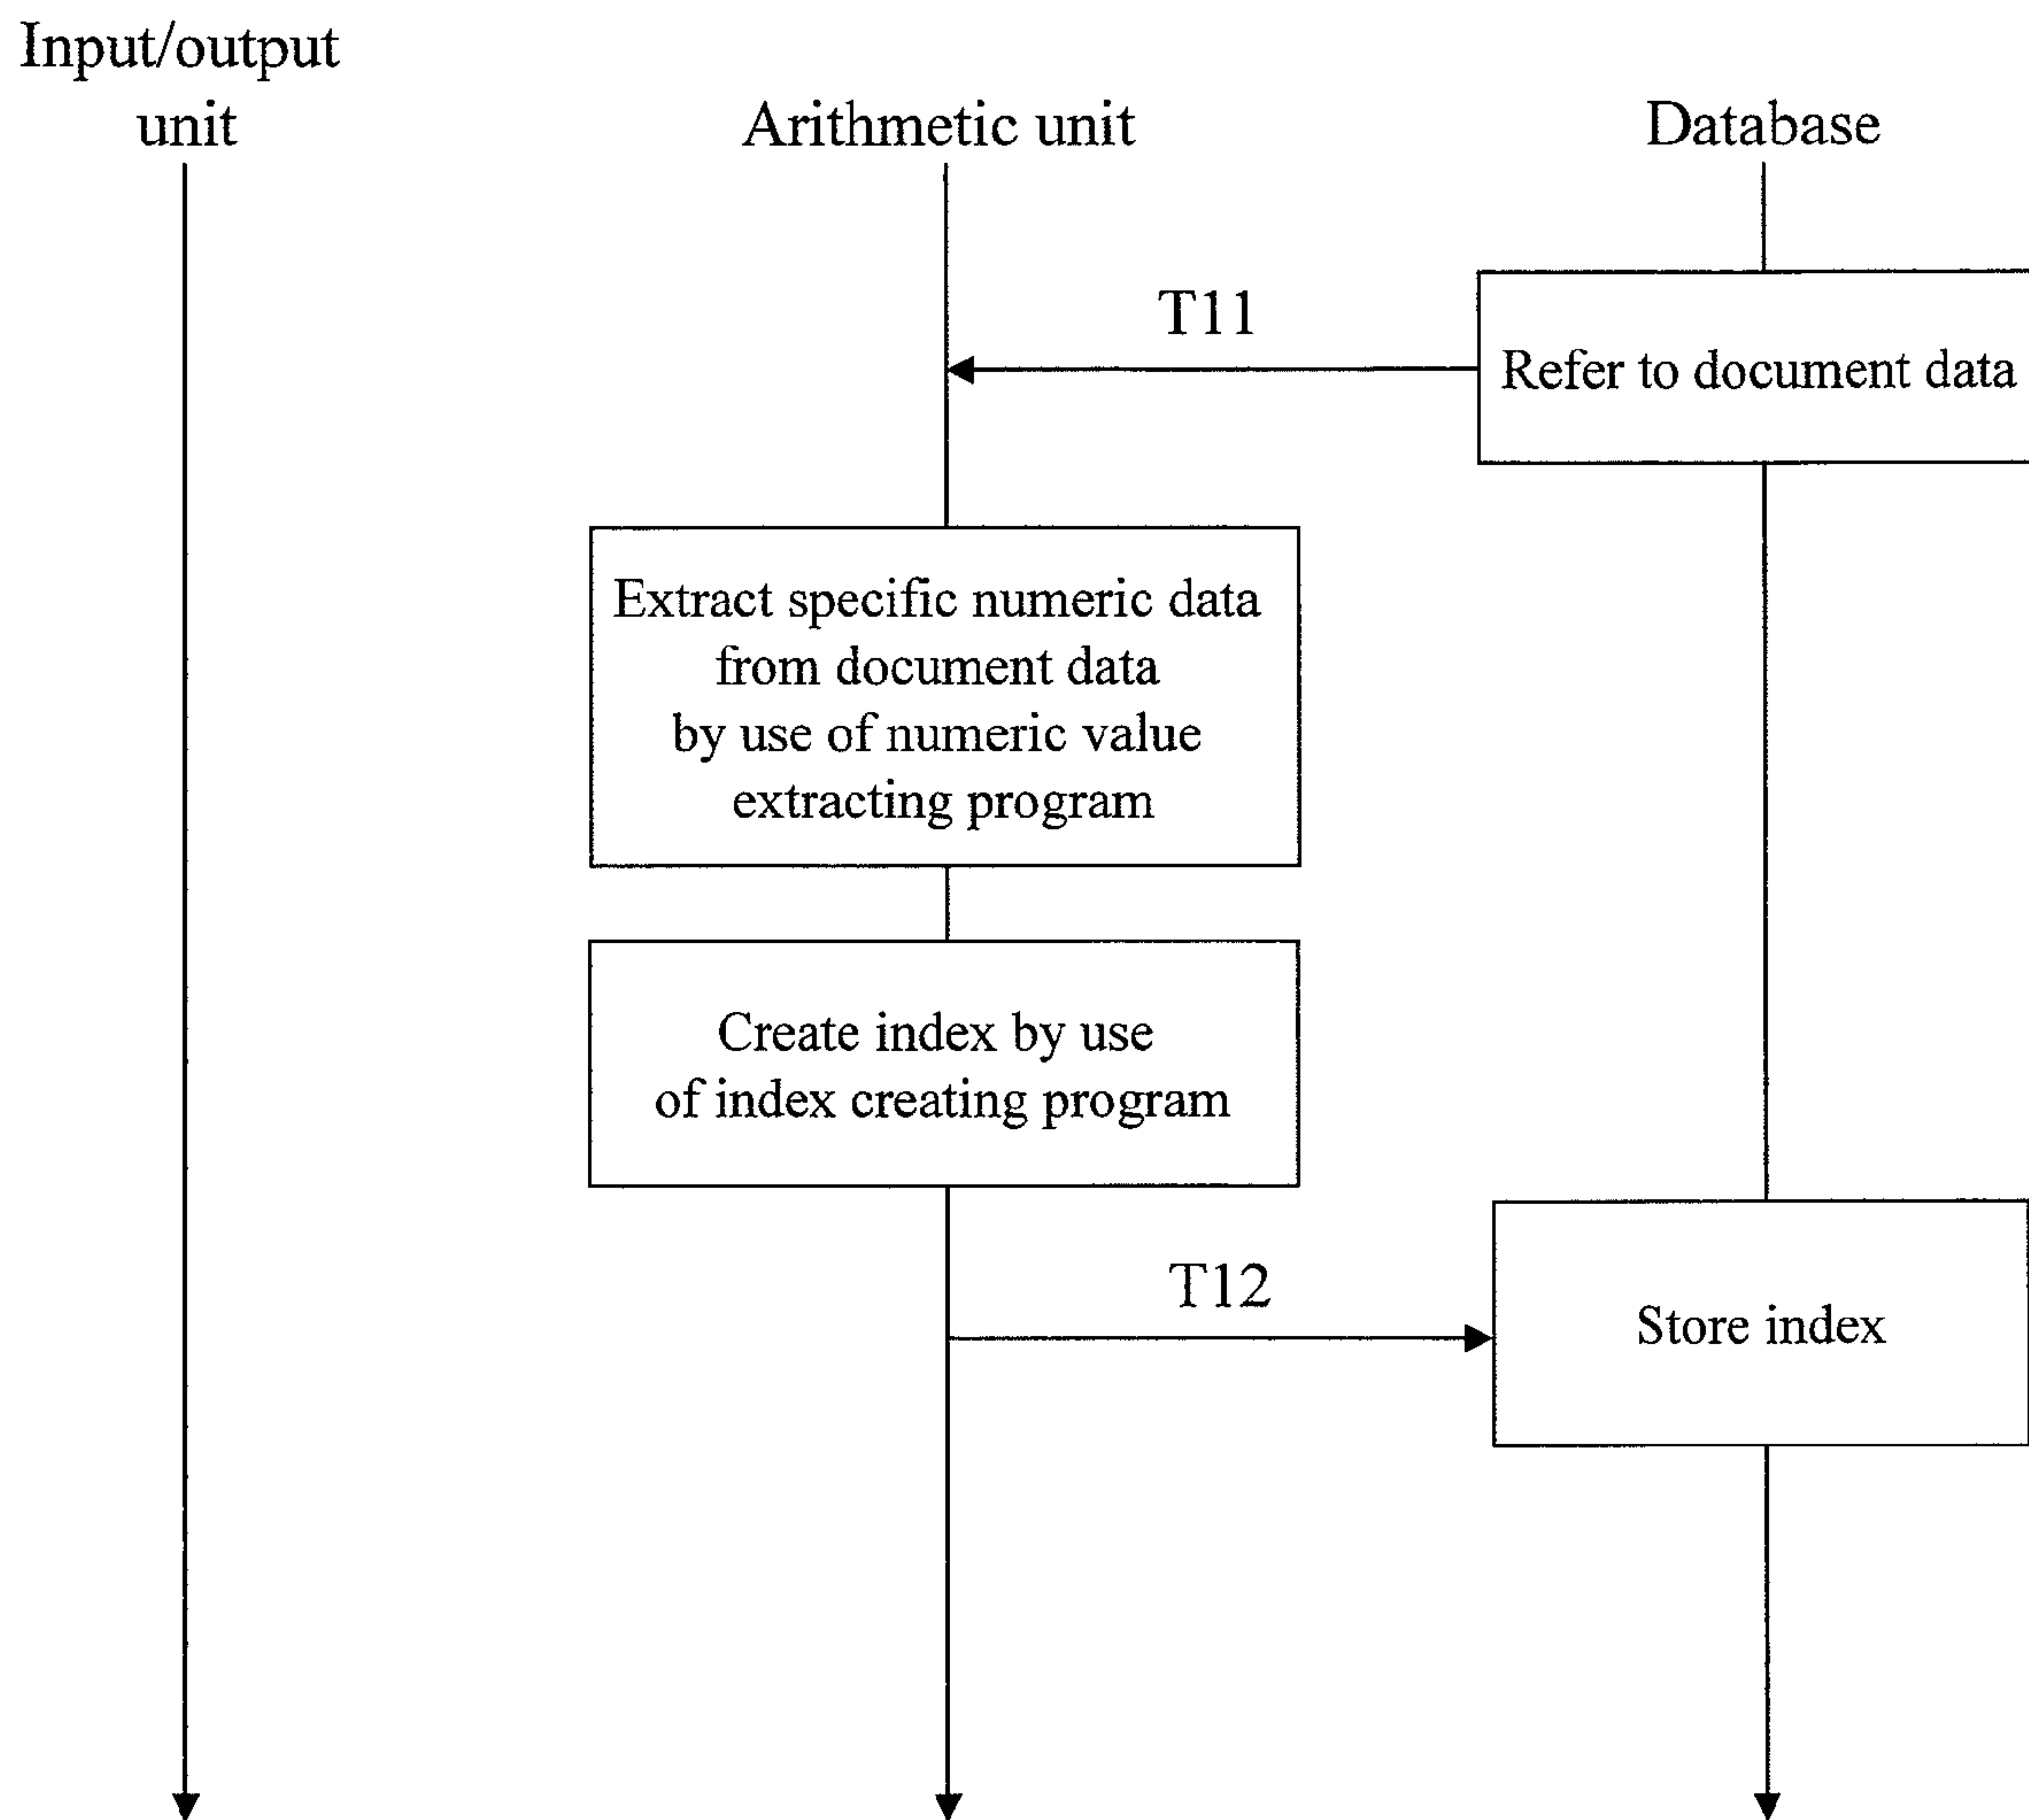 Input/output
unit
Arithmetic unit
Database
T11
Refer to document data
Extract specific numeric data
from document data
by use of numeric value
extracting program
Create index by use
of index creating program
T12
Store index